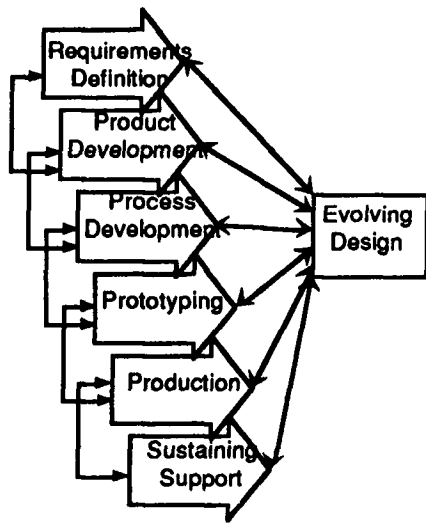 Requirements
Definition
Product
Development
Process
Development
Prototyping
Production
Sustaining
Support
Evolving
Design